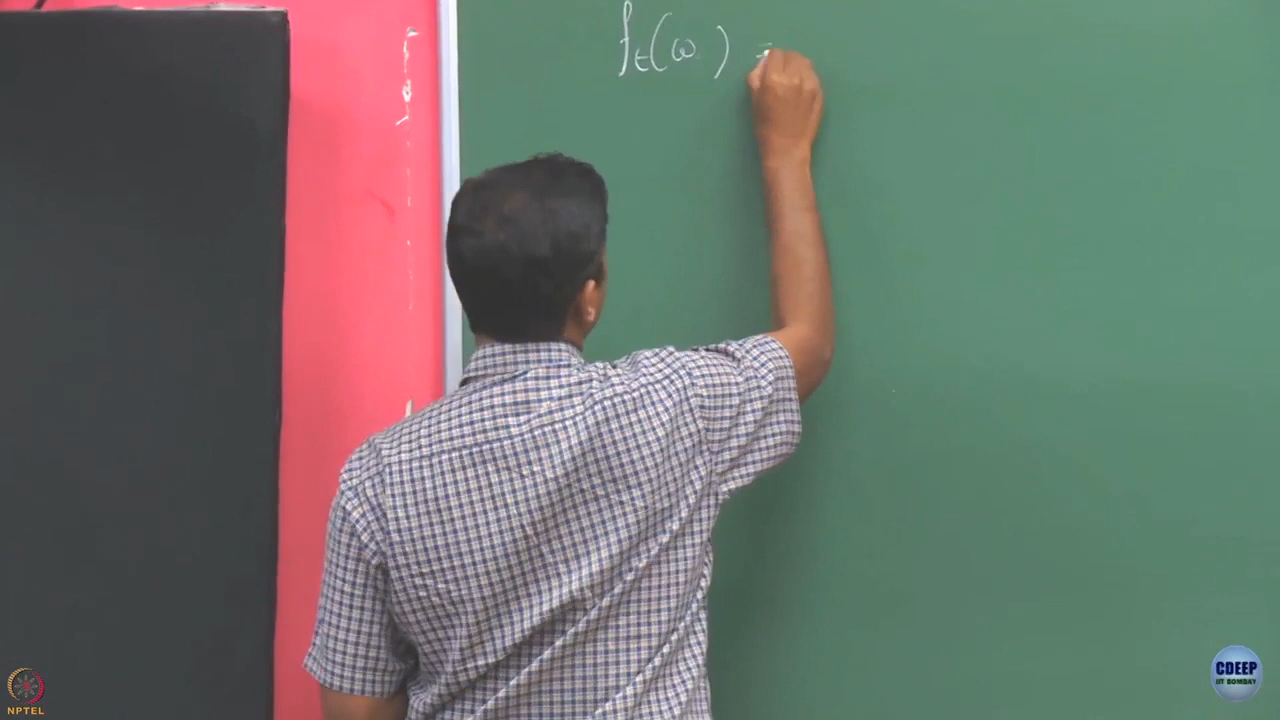 f_t(ω) =
NPTEL
CDEEP
IIT BOMBAY